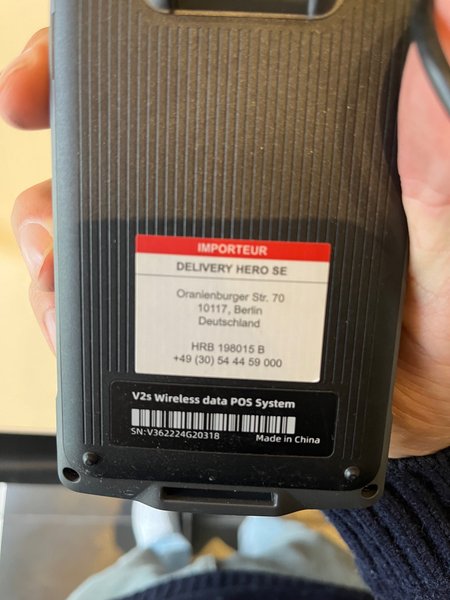 IMPORTEUR
DELIVERY HERO SE
Oranienburger Str. 70
10117, Berlin
Deutschland
HRB 198015 B
+49 (30) 54 44 59 000
V2s Wireless data POS System
SN:V362224G20318
Made in China